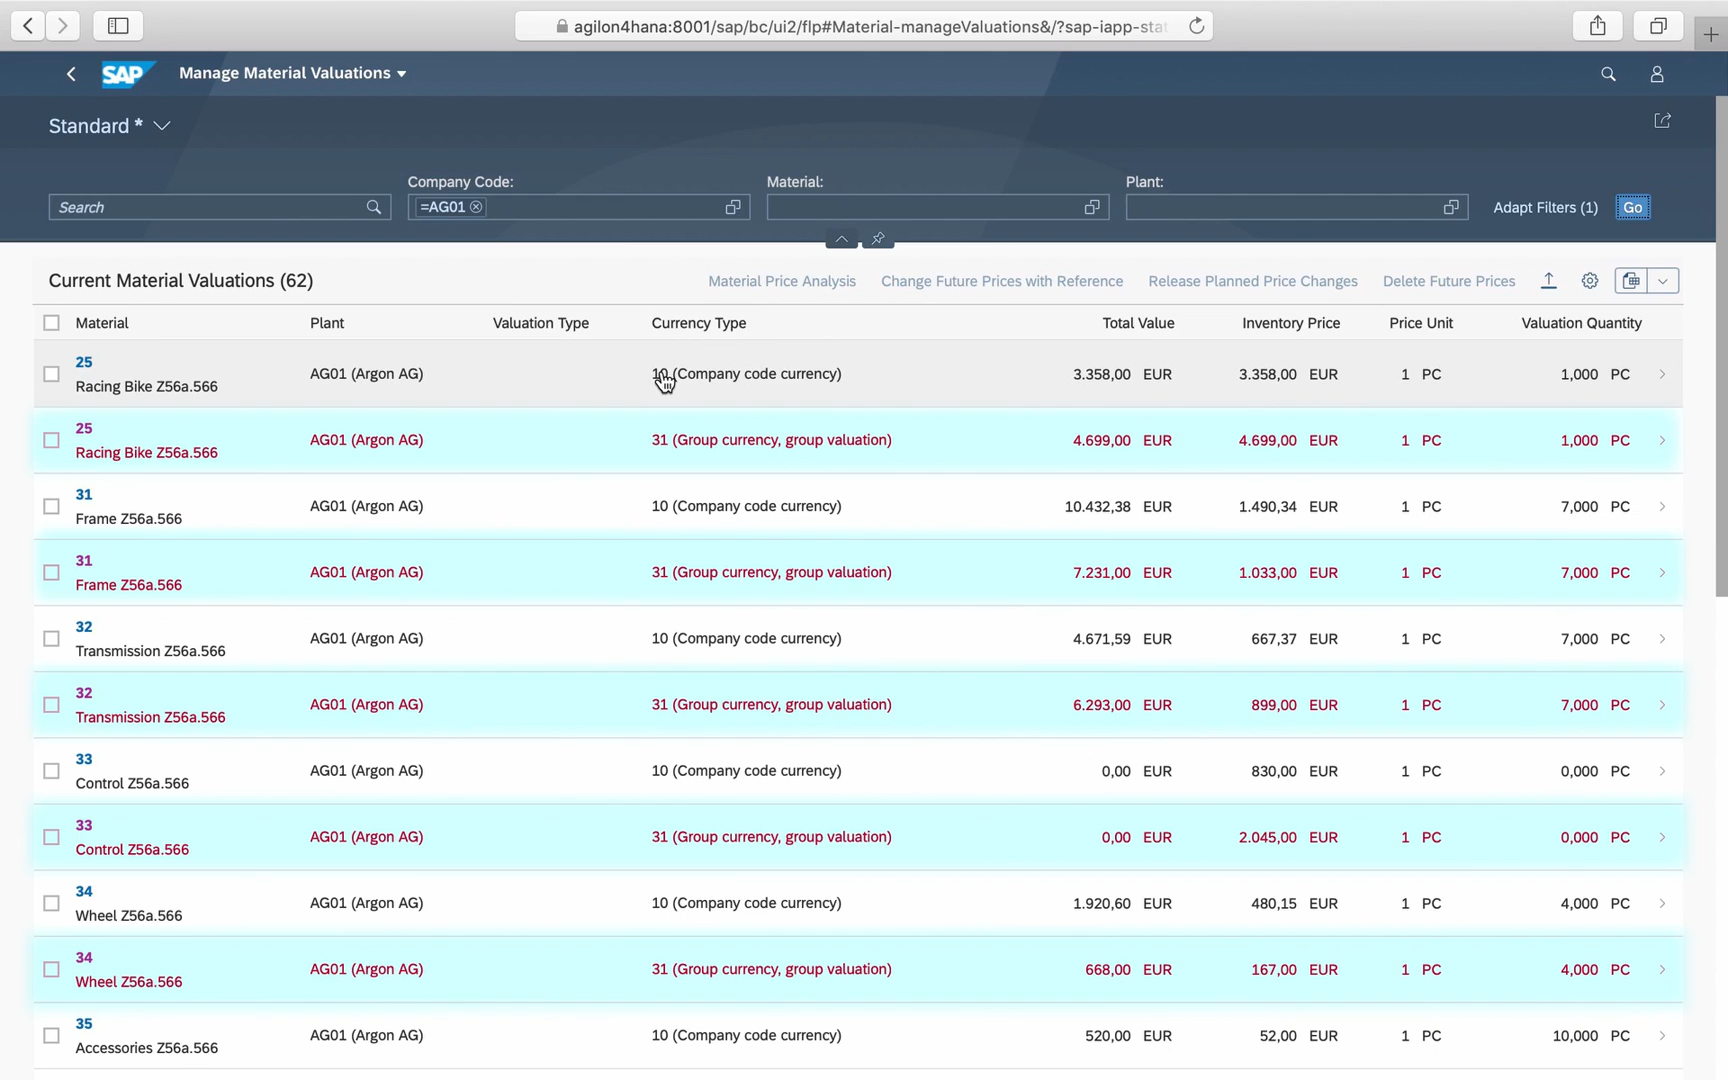 agilon4hana:8001/sap/bc/ui2/flp#Material-manageValuations&/?sap-iapp-stat
SAP Manage Material Valuations
Standard *
Company Code: Material: Plant:
Search =AG01 Adapt Filters (1) Go
Current Material Valuations (62) Material Price Analysis Change Future Prices with Reference Release Planned Price Changes Delete Future Prices
Material Plant Valuation Type Currency Type Total Value Inventory Price Price Unit Valuation Quantity
25
Racing Bike Z56a.566 AG01 (Argon AG) 10 (Company code currency) 3.358,00 EUR 3.358,00 EUR 1 PC 1,000 PC
25
Racing Bike Z56a.566 AG01 (Argon AG) 31 (Group currency, group valuation) 4.699,00 EUR 4.699,00 EUR 1 PC 1,000 PC
31
Frame Z56a.566 AG01 (Argon AG) 10 (Company code currency) 10.432,38 EUR 1.490,34 EUR 1 PC 7,000 PC
31
Frame Z56a.566 AG01 (Argon AG) 31 (Group currency, group valuation) 7.231,00 EUR 1.033,00 EUR 1 PC 7,000 PC
32
Transmission Z56a.566 AG01 (Argon AG) 10 (Company code currency) 4.671,59 EUR 667,37 EUR 1 PC 7,000 PC
32
Transmission Z56a.566 AG01 (Argon AG) 31 (Group currency, group valuation) 6.293,00 EUR 899,00 EUR 1 PC 7,000 PC
33
Control Z56a.566 AG01 (Argon AG) 10 (Company code currency) 0,00 EUR 830,00 EUR 1 PC 0,000 PC
33
Control Z56a.566 AG01 (Argon AG) 31 (Group currency, group valuation) 0,00 EUR 2.045,00 EUR 1 PC 0,000 PC
34
Wheel Z56a.566 AG01 (Argon AG) 10 (Company code currency) 1.920,60 EUR 480,15 EUR 1 PC 4,000 PC
34
Wheel Z56a.566 AG01 (Argon AG) 31 (Group currency, group valuation) 668,00 EUR 167,00 EUR 1 PC 4,000 PC
35
Accessories Z56a.566 AG01 (Argon AG) 10 (Company code currency) 520,00 EUR 52,00 EUR 1 PC 10,000 PC